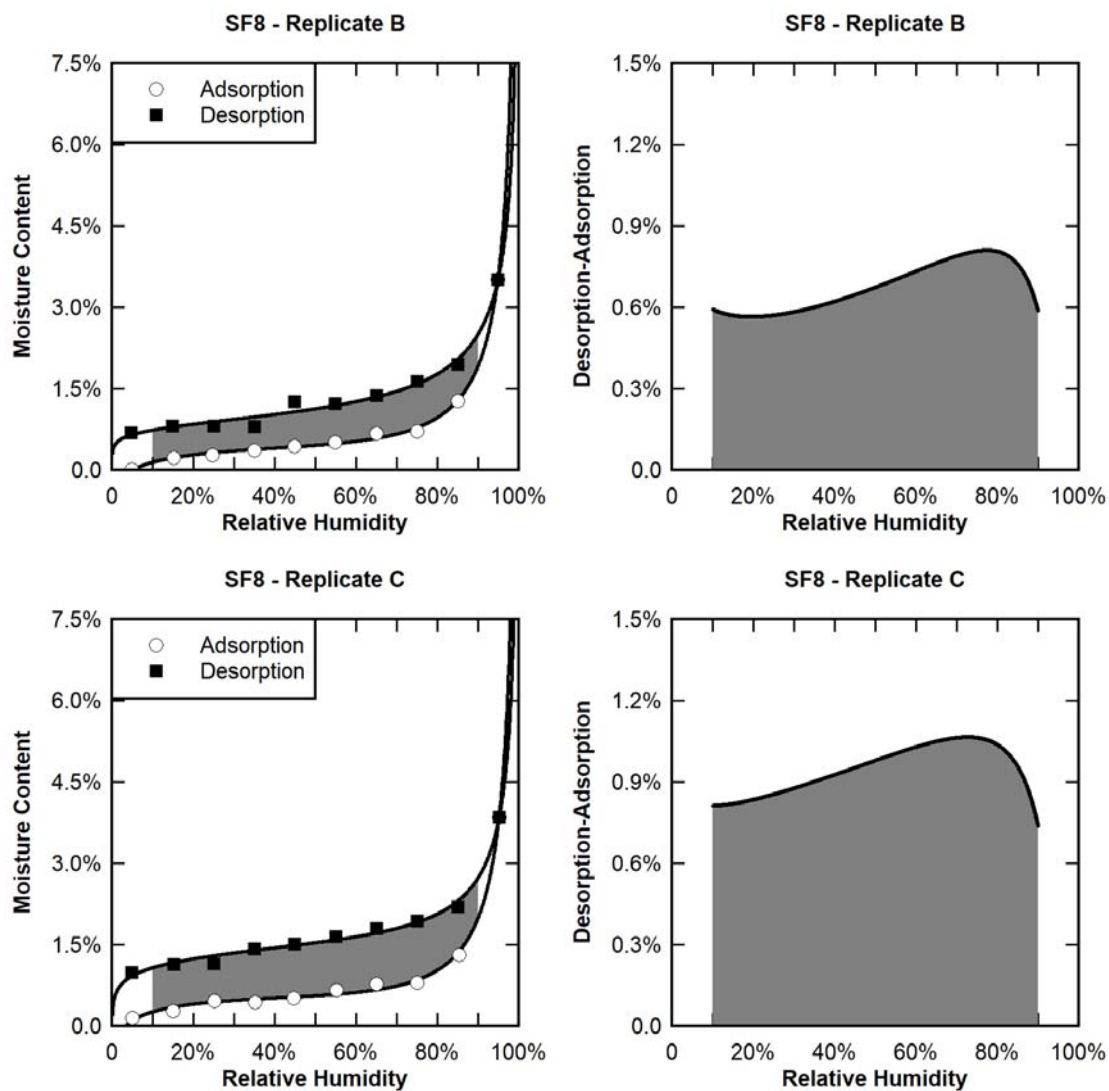 SF8 - Replicate B
7.5%
6.0%
4.5%
3.0%
1.5%
0.0
Moisture Content
Adsorption
Desorption
0 20% 40% 60% 80% 100%
Relative Humidity
SF8 - Replicate B
1.5%
1.2%
0.9%
0.6%
0.3%
0.0
Desorption-Adsorption
0 20% 40% 60% 80% 100%
Relative Humidity
SF8 - Replicate C
7.5%
6.0%
4.5%
3.0%
1.5%
0.0
Moisture Content
Adsorption
Desorption
0 20% 40% 60% 80% 100%
Relative Humidity
SF8 - Replicate C
1.5%
1.2%
0.9%
0.6%
0.3%
0.0
Desorption-Adsorption
0 20% 40% 60% 80% 100%
Relative Humidity